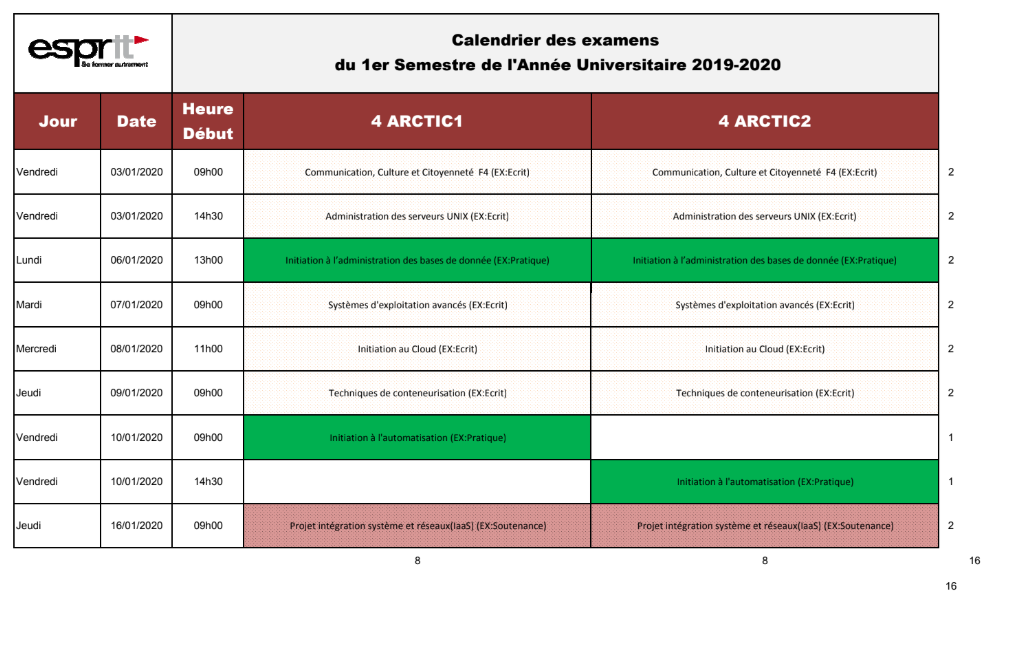 esprit
Se former autrement
Calendrier des examens
du 1er Semestre de l'Année Universitaire 2019-2020
Jour Date Heure Début 4 ARCTIC1 4 ARCTIC2
Vendredi 03/01/2020 09h00 Communication, Culture et Citoyenneté F4 (EX:Ecrit) Communication, Culture et Citoyenneté F4 (EX:Ecrit) 2
Vendredi 03/01/2020 14h30 Administration des serveurs UNIX (EX:Ecrit) Administration des serveurs UNIX (EX:Ecrit) 2
Lundi 06/01/2020 13h00 Initiation à l'administration des bases de donnée (EX:Pratique) Initiation à l'administration des bases de donnée (EX:Pratique) 2
Mardi 07/01/2020 09h00 Systèmes d'exploitation avancés (EX:Ecrit) Systèmes d'exploitation avancés (EX:Ecrit) 2
Mercredi 08/01/2020 11h00 Initiation au Cloud (EX:Ecrit) Initiation au Cloud (EX:Ecrit) 2
Jeudi 09/01/2020 09h00 Techniques de conteneurisation (EX:Ecrit) Techniques de conteneurisation (EX:Ecrit) 2
Vendredi 10/01/2020 09h00 Initiation à l'automatisation (EX:Pratique) 1
Vendredi 10/01/2020 14h30 Initiation à l'automatisation (EX:Pratique) 1
Jeudi 16/01/2020 09h00 Projet intégration système et réseaux(IaaS) (EX:Soutenance) Projet intégration système et réseaux(IaaS) (EX:Soutenance) 2
8 8 16
16